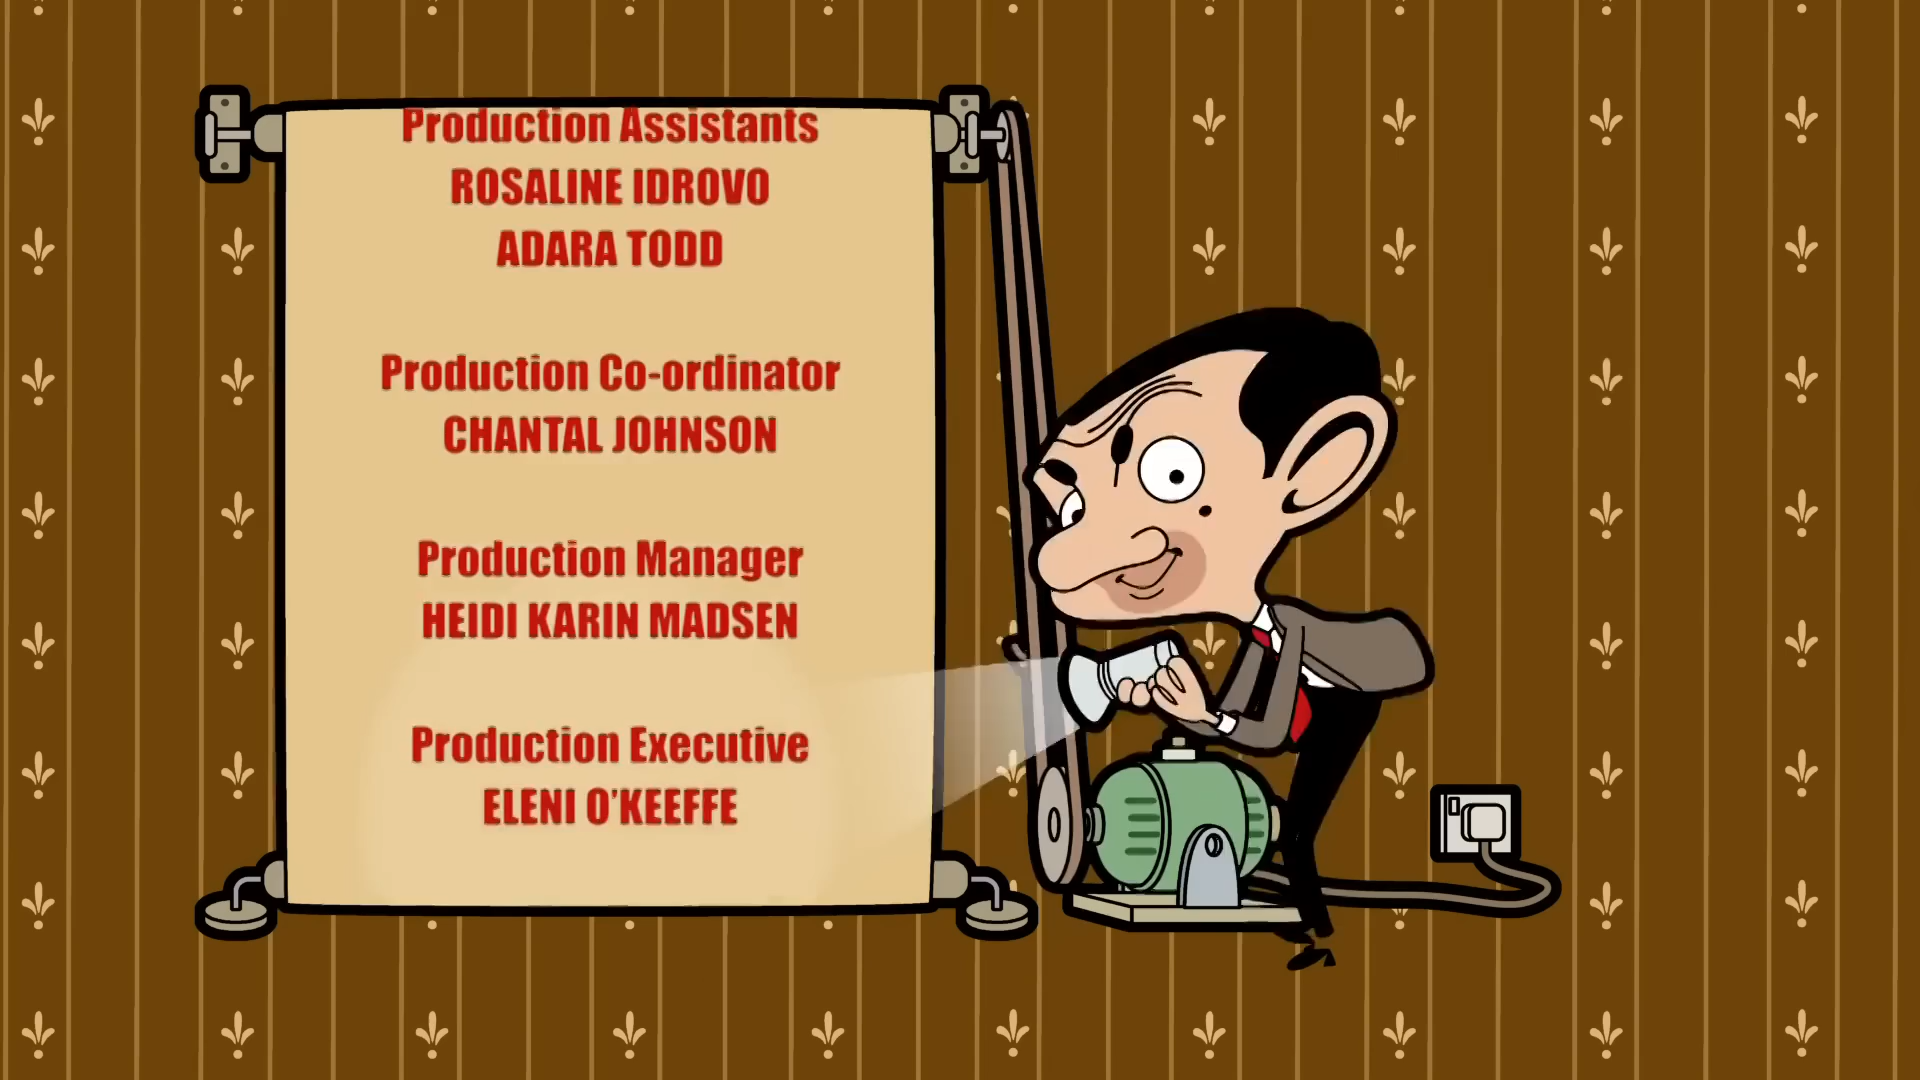 Production Assistants
ROSALINE IDROVO
ADARA TODD
Production Co-ordinator
CHANTAL JOHNSON
Production Manager
HEIDI KARIN MADSEN
Production Executive
ELENI O'KEEFFE